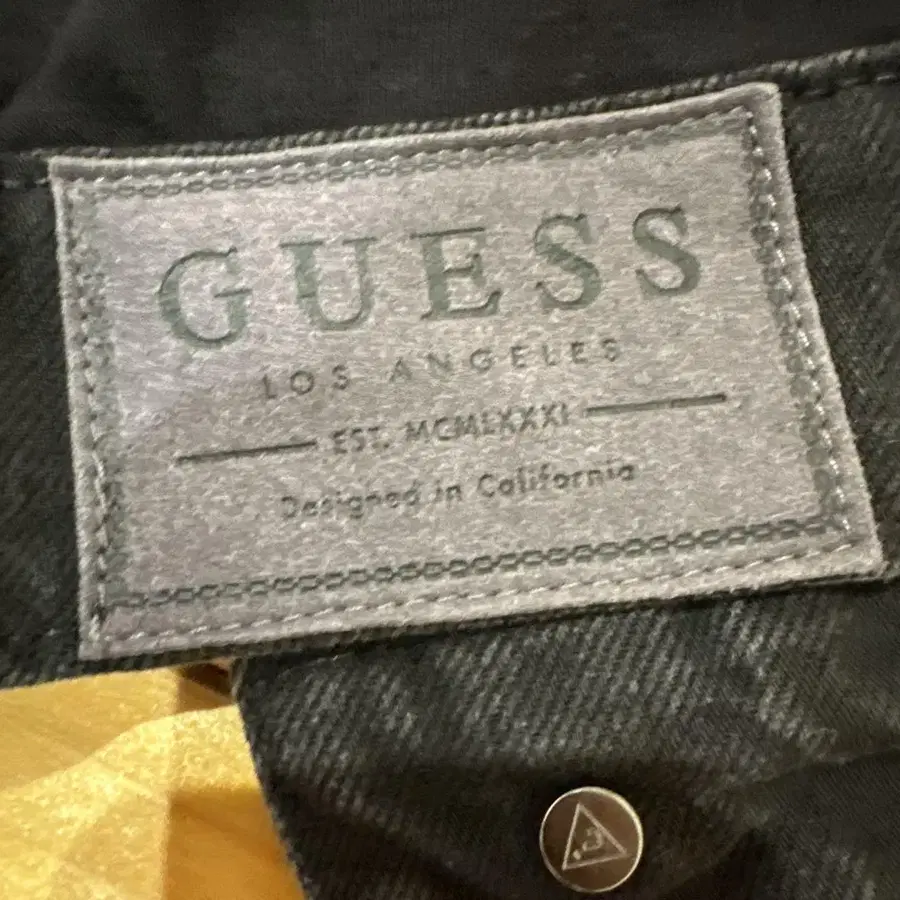 GUESS
LOS ANGELES
EST. MCMLXXXI
Designed in California
?